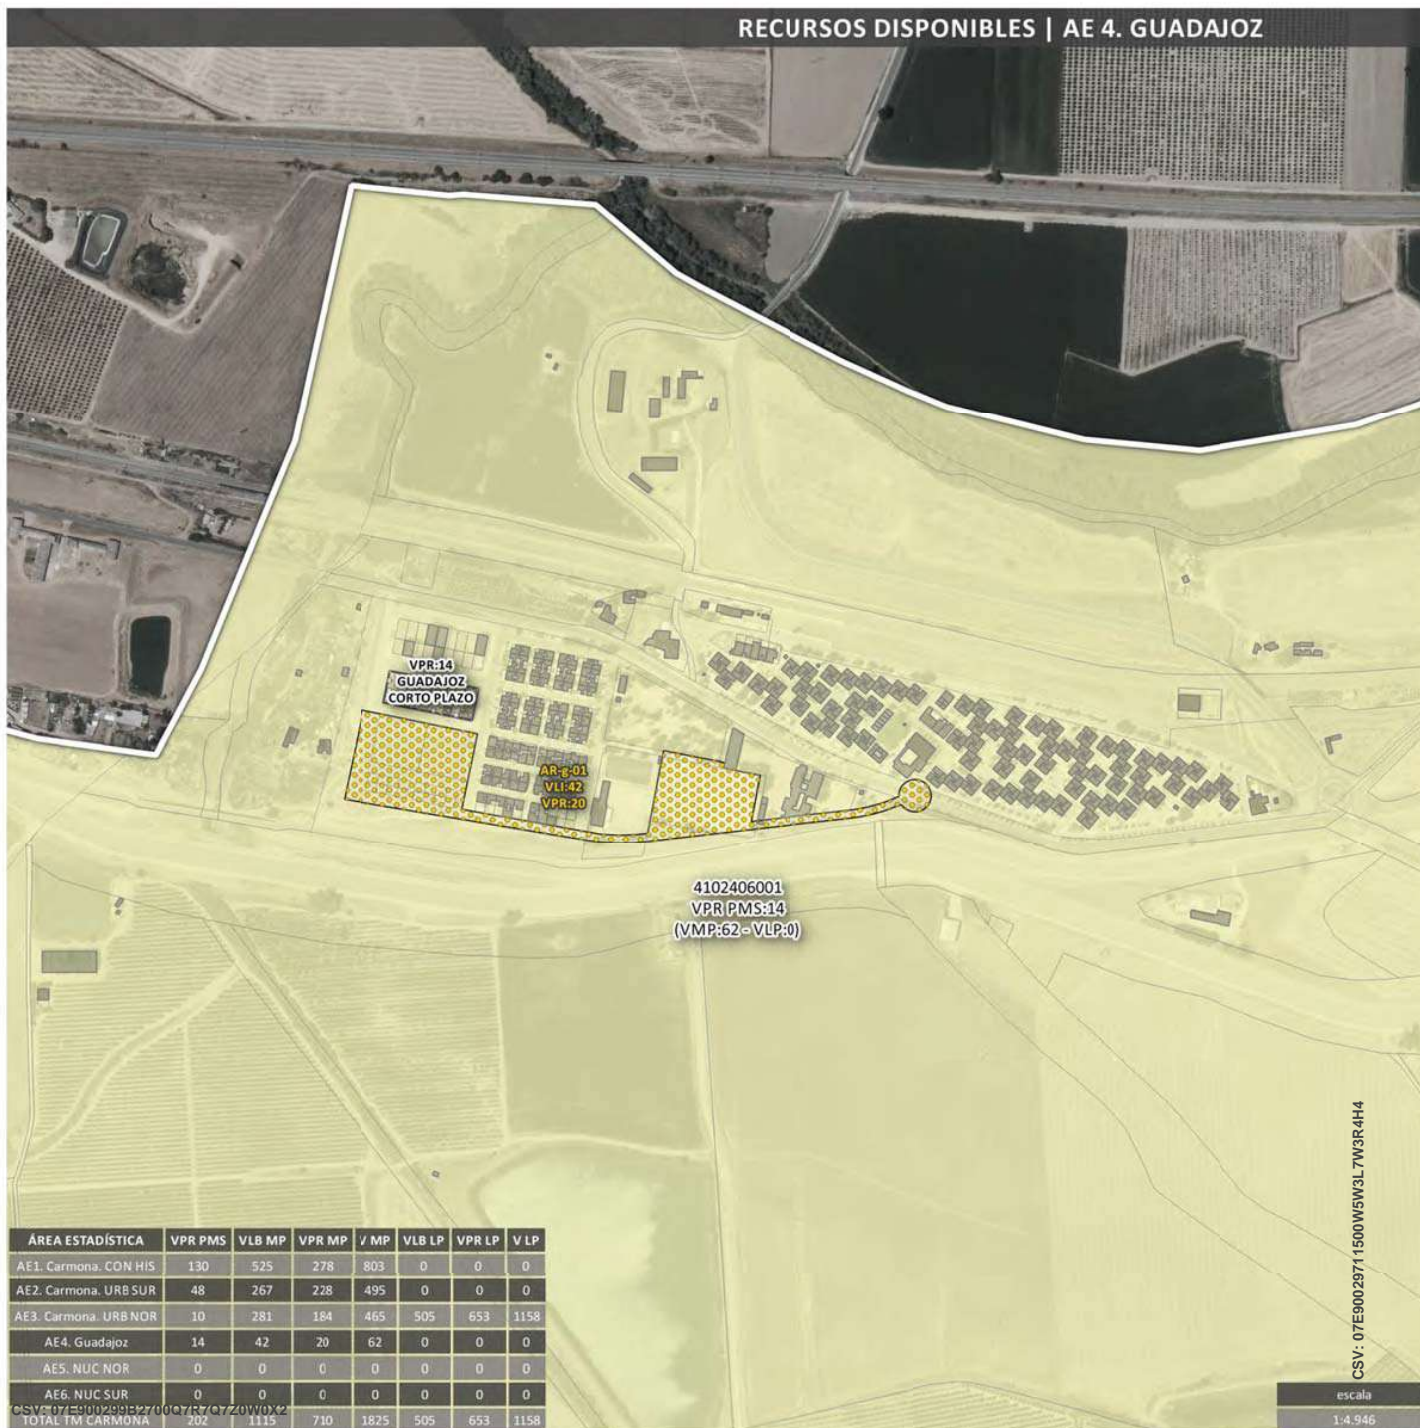 RECURSOS DISPONIBLES | AE 4. GUADAJOZ
VPR:14
GUADAJOZ
CORTO PLAZO
AR-g-01
VLI:42
VPR:20
4102406001
VPR PMS:14
(VMP:62 - VLP:0)
ÁREA ESTADÍSTICA VPR PMS VLB MP VPR MP V MP VLB LP VPR LP V LP
AE1. Carmona. CON HIS 130 525 278 803 0 0 0
AE2. Carmona. URB SUR 48 267 228 495 0 0 0
AE3. Carmona. URB NOR 10 281 184 465 505 653 1158
AE4. Guadajoz 14 42 20 62 0 0 0
AE5. NUC NOR 0 0 0 0 0 0 0
AE6. NUC SUR 0 0 0 0 0 0 0
CSV: 07E900299B2700Q7R7Q7Z0W0X2
TOTAL TM CARMONA 202 1115 710 1825 505 653 1158
CSV: 07E90029711500W5W3L7W3R4H4
escala
1:4.946